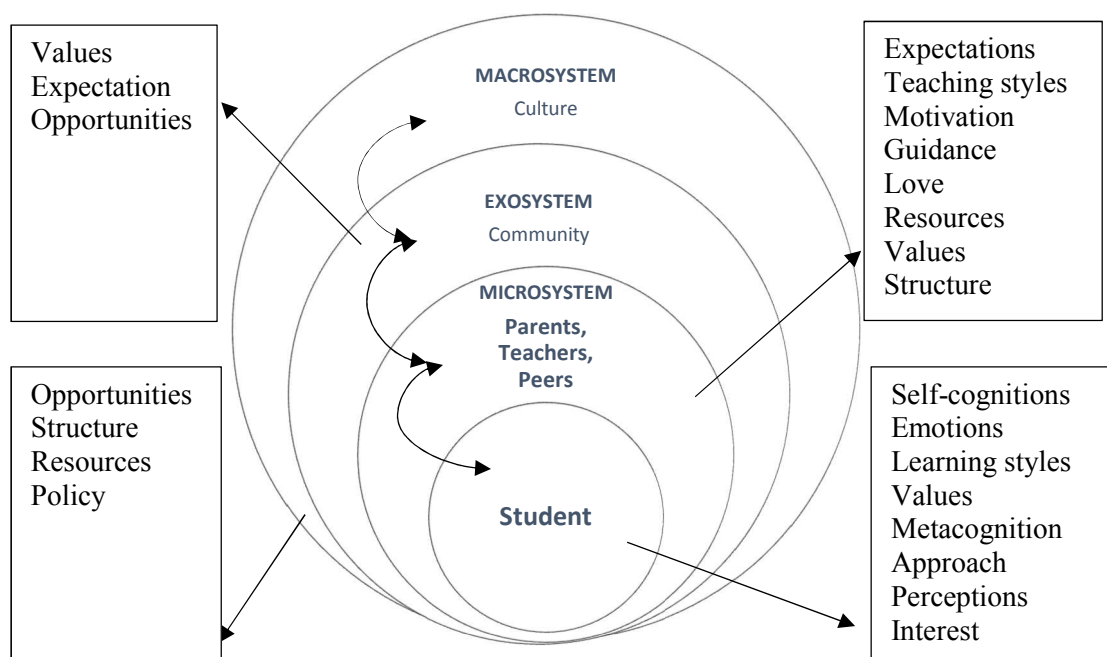 Values
Expectation
Opportunities
MACROSYSTEM
Culture
EXOSYSTEM
Community
MICROSYSTEM
Parents,
Teachers,
Peers
Student
Expectations
Teaching styles
Motivation
Guidance
Love
Resources
Values
Structure
Opportunities
Structure
Resources
Policy
Self-cognitions
Emotions
Learning styles
Values
Metacognition
Approach
Perceptions
Interest